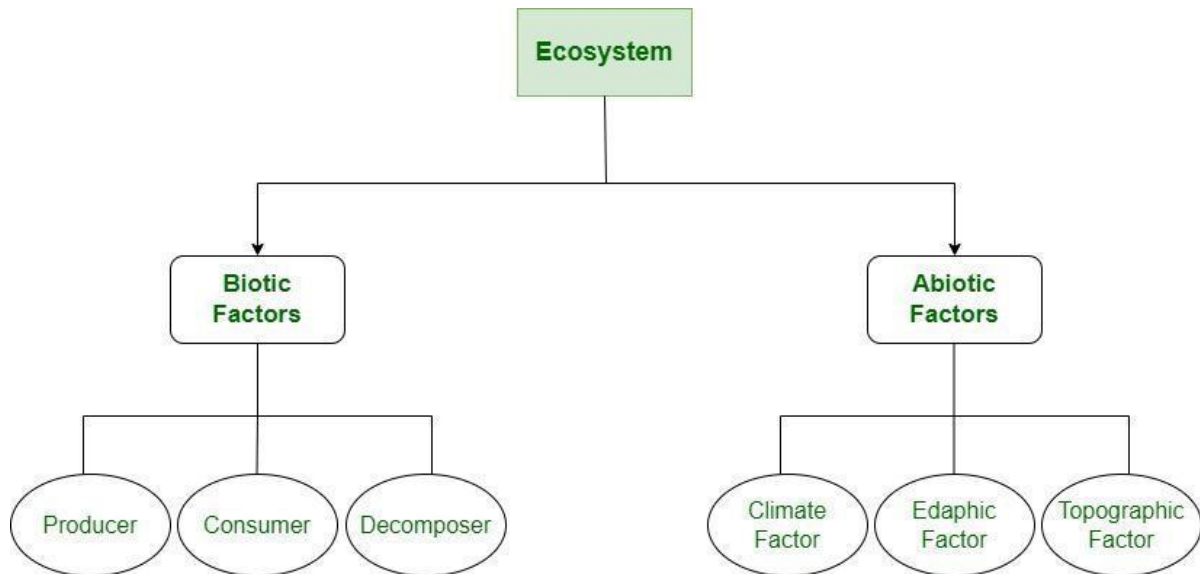 Ecosystem
Biotic
Factors
Abiotic
Factors
Producer
Consumer
Decomposer
Climate
Factor
Edaphic
Factor
Topographic
Factor